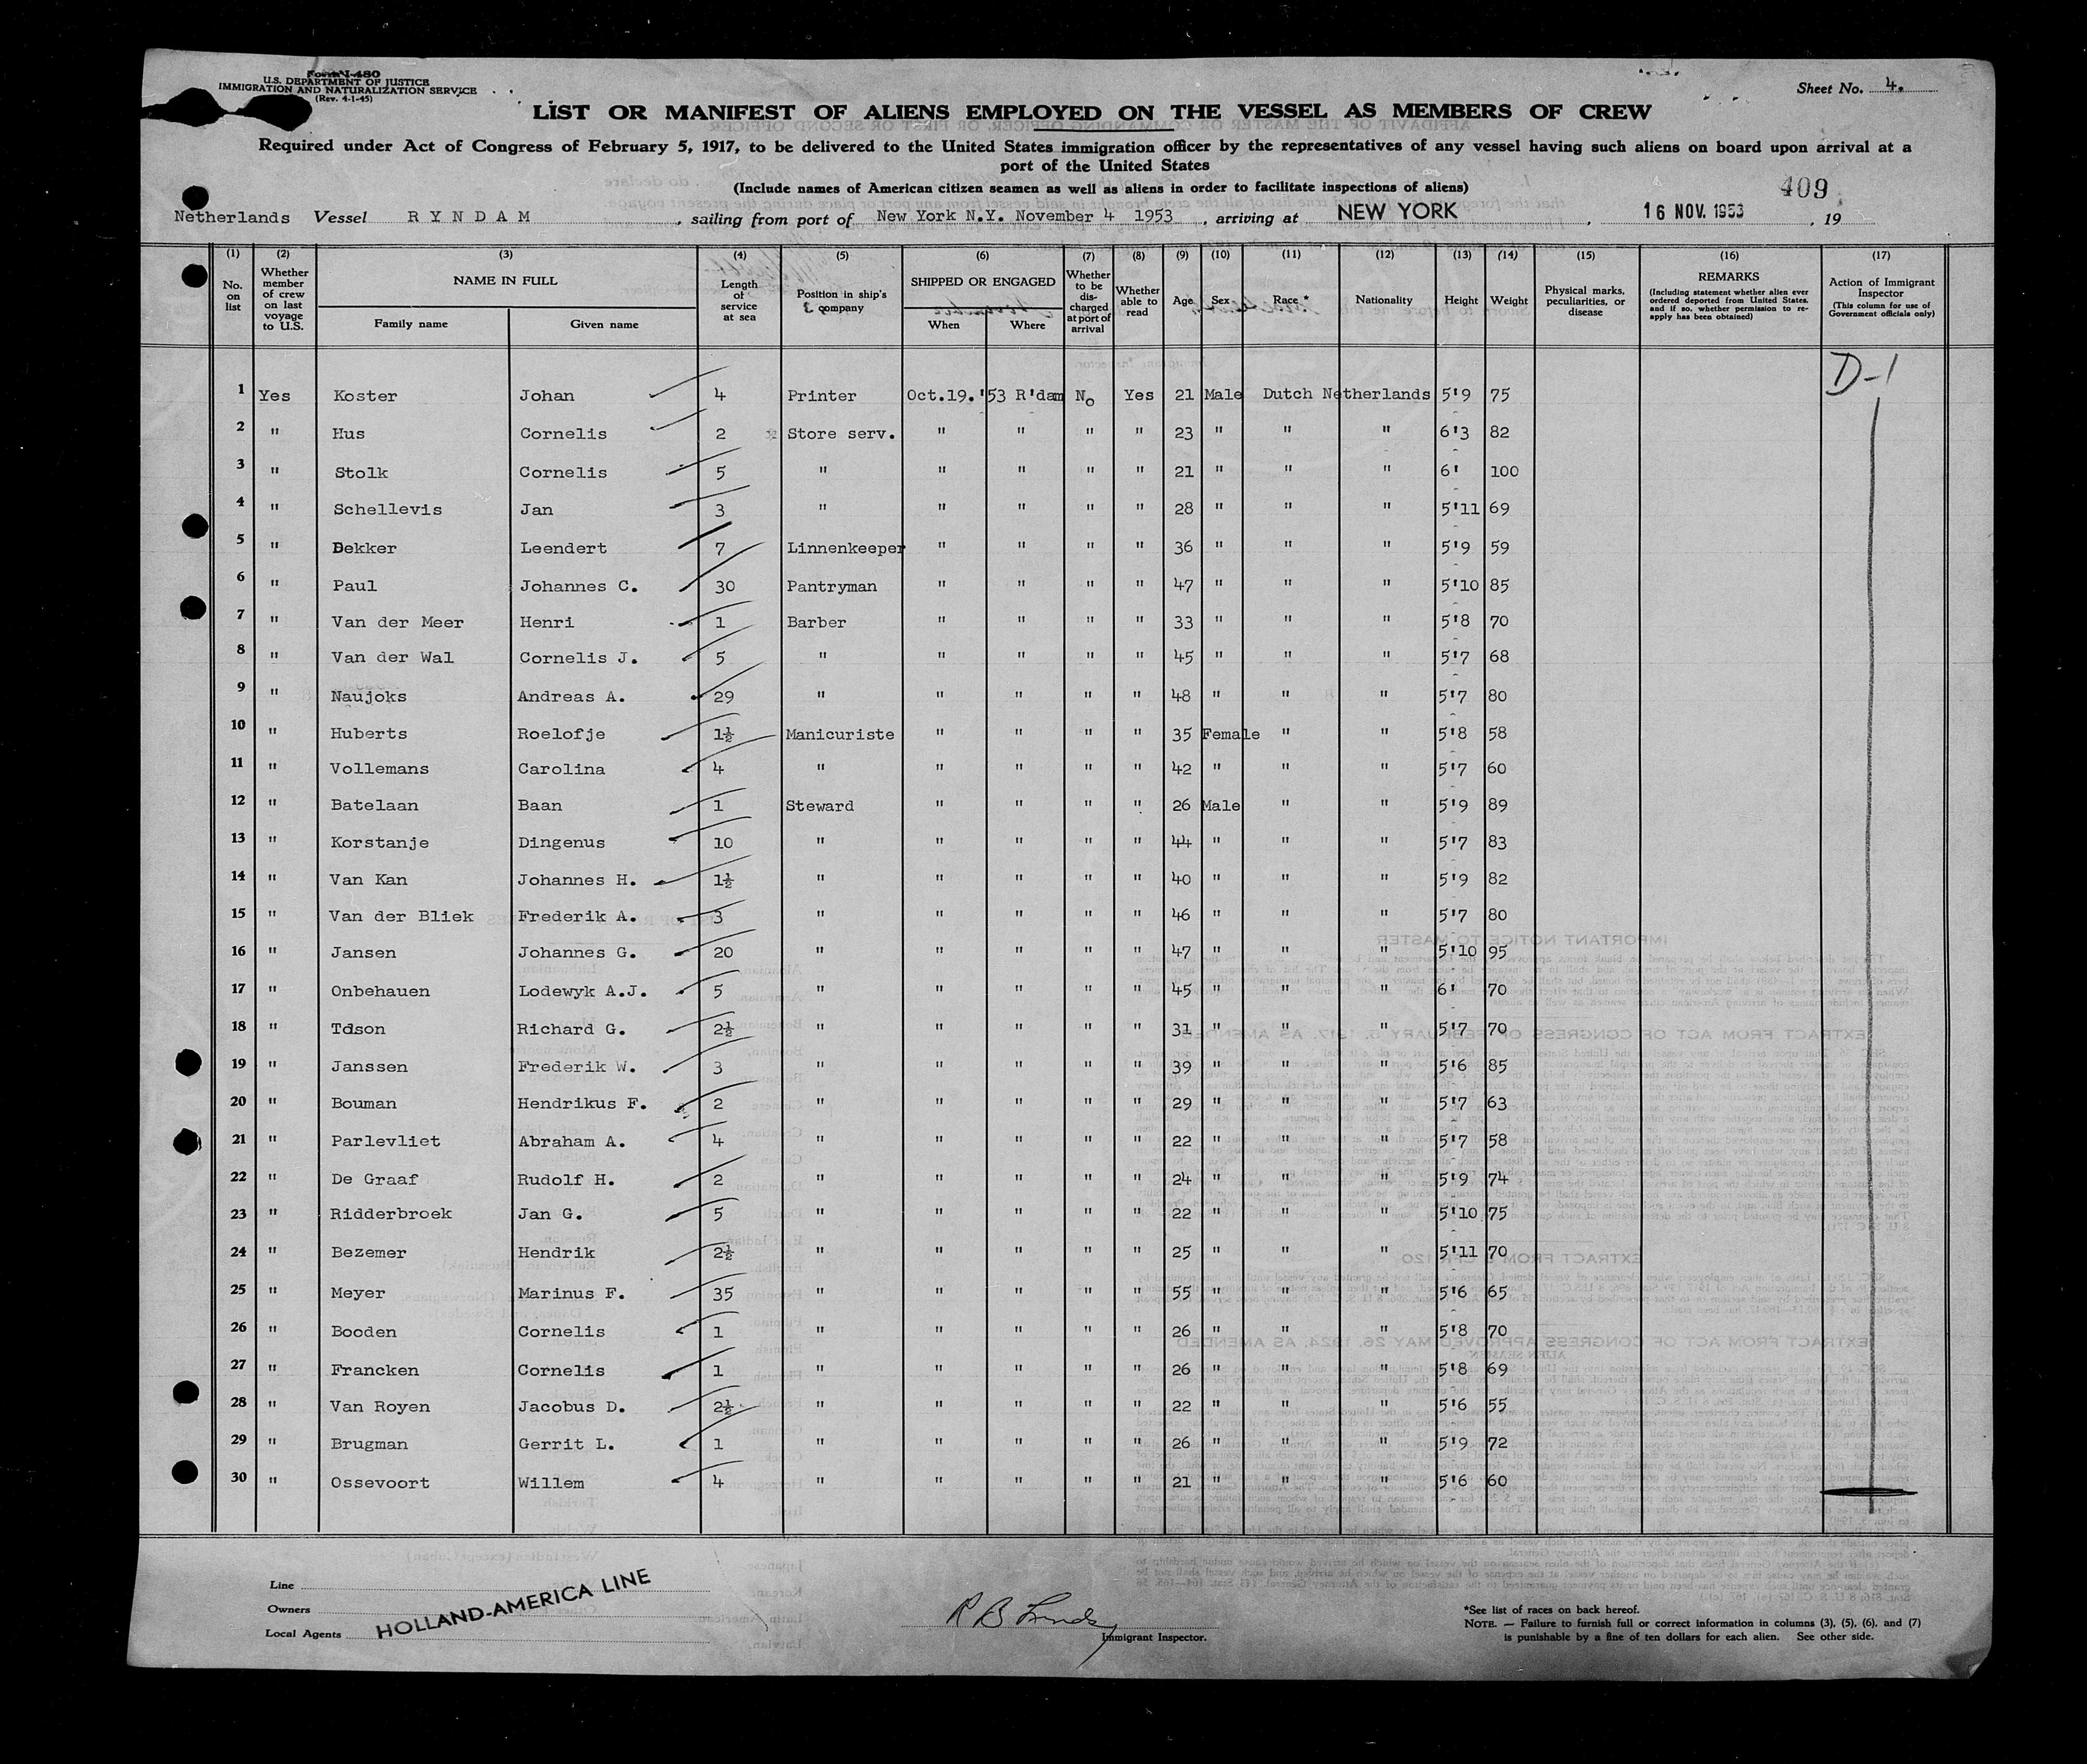 Form I-480
U.S. DEPARTMENT OF JUSTICE
IMMIGRATION AND NATURALIZATION SERVICE
(Rev. 4-1-45)
Sheet No. 4.
LIST OR MANIFEST OF ALIENS EMPLOYED ON THE VESSEL AS MEMBERS OF CREW
Required under Act of Congress of February 5, 1917, to be delivered to the United States immigration officer by the representatives of any vessel having such aliens on board upon arrival at a
port of the United States
(Include names of American citizen seamen as well as aliens in order to facilitate inspections of aliens)
409
Netherlands Vessel RYNDAM, sailing from port of New York N.Y. November 4 1953, arriving at NEW YORK, 16 NOV. 1953, 19
(1) (2) (3) (4) (5) (6) (7) (8) (9) (10) (11) (12) (13) (14) (15) (16) (17)
No. on list
Whether member of crew on last voyage to U.S.
NAME IN FULL
Family name Given name
Length of service at sea
Position in ship's company
SHIPPED OR ENGAGED
When Where
Whether to be discharged at port of arrival
Whether able to read
Age Sex Race * Nationality Height Weight
Physical marks, peculiarities, or disease
REMARKS
(Including statement whether alien ever ordered deported from United States, and if so, whether permission to reapply has been obtained)
Action of Immigrant Inspector
(This column for use of Government officials only)
D-1
1 Yes Koster Johan 4 Printer Oct.19.'53 R'dam No Yes 21 Male Dutch Netherlands 5'9 75
2 " Hus Cornelis 2 Store serv. " " " " 23 " " " 6'3 82
3 " Stolk Cornelis 5 " " " " " 21 " " " 6' 100
4 " Schellevis Jan 3 " " " " " 28 " " " 5'11 69
5 " Dekker Leendert 7 Linnenkeeper " " " " 36 " " " 5'9 59
6 " Paul Johannes C. 30 Pantryman " " " " 47 " " " 5'10 85
7 " Van der Meer Henri 1 Barber " " " " 33 " " " 5'8 70
8 " Van der Wal Cornelis J. 5 " " " " " 45 " " " 5'7 68
9 " Naujoks Andreas A. 29 " " " " " 48 " " " 5'7 80
10 " Huberts Roelofje 1½ Manicuriste " " " " 35 Female " " 5'8 58
11 " Vollemans Carolina 4 " " " " " 42 " " " 5'7 60
12 " Batelaan Baan 1 Steward " " " " 26 Male " " 5'9 89
13 " Korstanje Dingenus 10 " " " " " 44 " " " 5'7 83
14 " Van Kan Johannes H. 1½ " " " " " 40 " " " 5'9 82
15 " Van der Bliek Frederik A. 3 " " " " " 46 " " " 5'7 80
16 " Jansen Johannes G. 20 " " " " " 47 " " " 5'10 95
17 " Onbehauen Lodewyk A.J. 5 " " " " " 45 " " " 6' 70
18 " Tdson Richard G. 2½ " " " " " 31 " " " 5'7 70
19 " Janssen Frederik W. 3 " " " " " 39 " " " 5'6 85
20 " Bouman Hendrikus F. 2 " " " " " 29 " " " 5'7 63
21 " Parlevliet Abraham A. 4 " " " " " 22 " " " 5'7 58
22 " De Graaf Rudolf H. 2 " " " " " 24 " " " 5'9 74
23 " Ridderbroek Jan G. 5 " " " " " 22 " " " 5'10 75
24 " Bezemer Hendrik 2½ " " " " " 25 " " " 5'11 70
25 " Meyer Marinus F. 35 " " " " " 55 " " " 5'6 65
26 " Booden Cornelis 1 " " " " " 26 " " " 5'8 70
27 " Francken Cornelis 1 " " " " " 26 " " " 5'8 69
28 " Van Royen Jacobus D. 2½ " " " " " 22 " " " 5'6 55
29 " Brugman Gerrit L. 1 " " " " " 26 " " " 5'9 72
30 " Ossevoort Willem 4 " " " " " 21 " " " 5'6 60
Line
Owners
Local Agents
HOLLAND-AMERICA LINE
R B
Immigrant Inspector.
*See list of races on back hereof.
NOTE. — Failure to furnish full or correct information in columns (3), (5), (6), and (7)
is punishable by a fine of ten dollars for each alien. See other side.